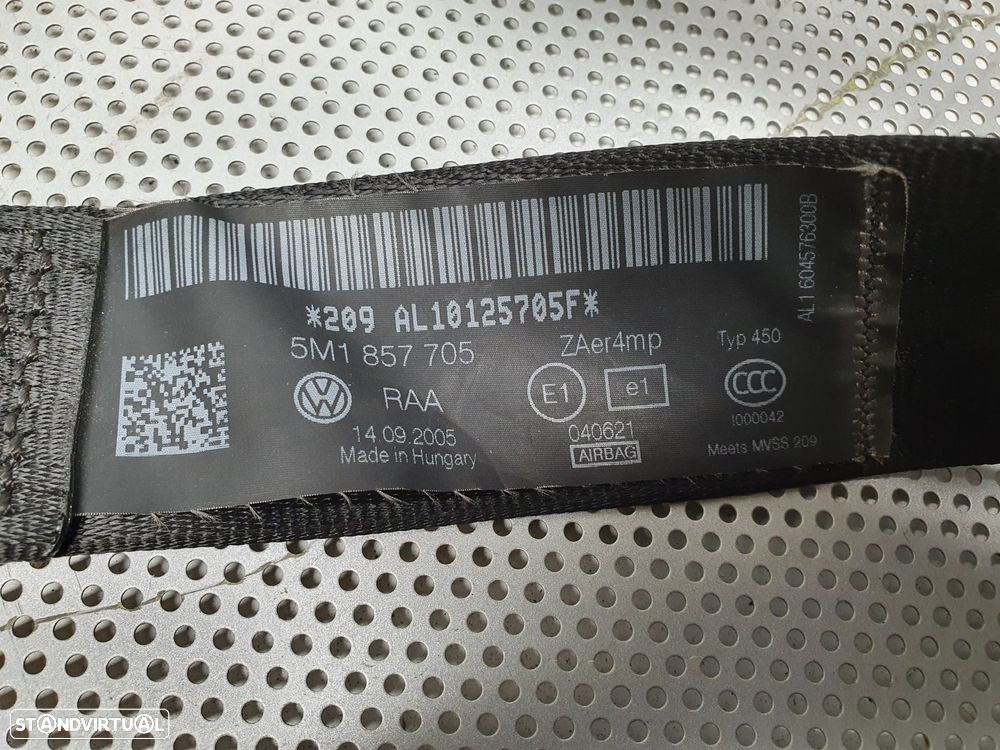 *209 AL10125705F*
5M1 857 705
RAA
14.09.2005
Made in Hungary
ZAer4mp
E1
e1
040621
AIRBAG
Typ 450
CCC
I000042
Meets MVSS 209
AL1 604576300B
STANDVIRTUAL